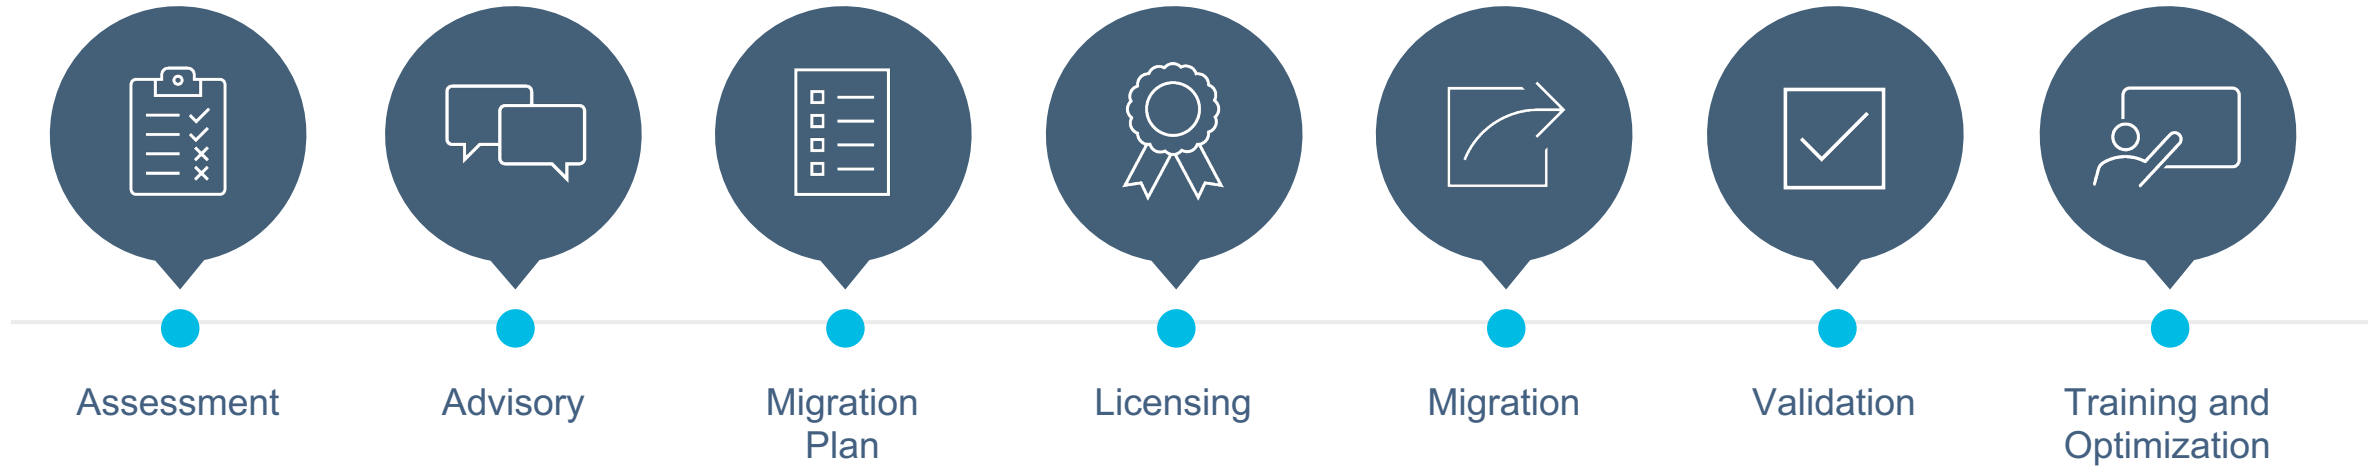 Assessment
Advisory
Migration
Plan
Licensing
Migration
Validation
Training and
Optimization